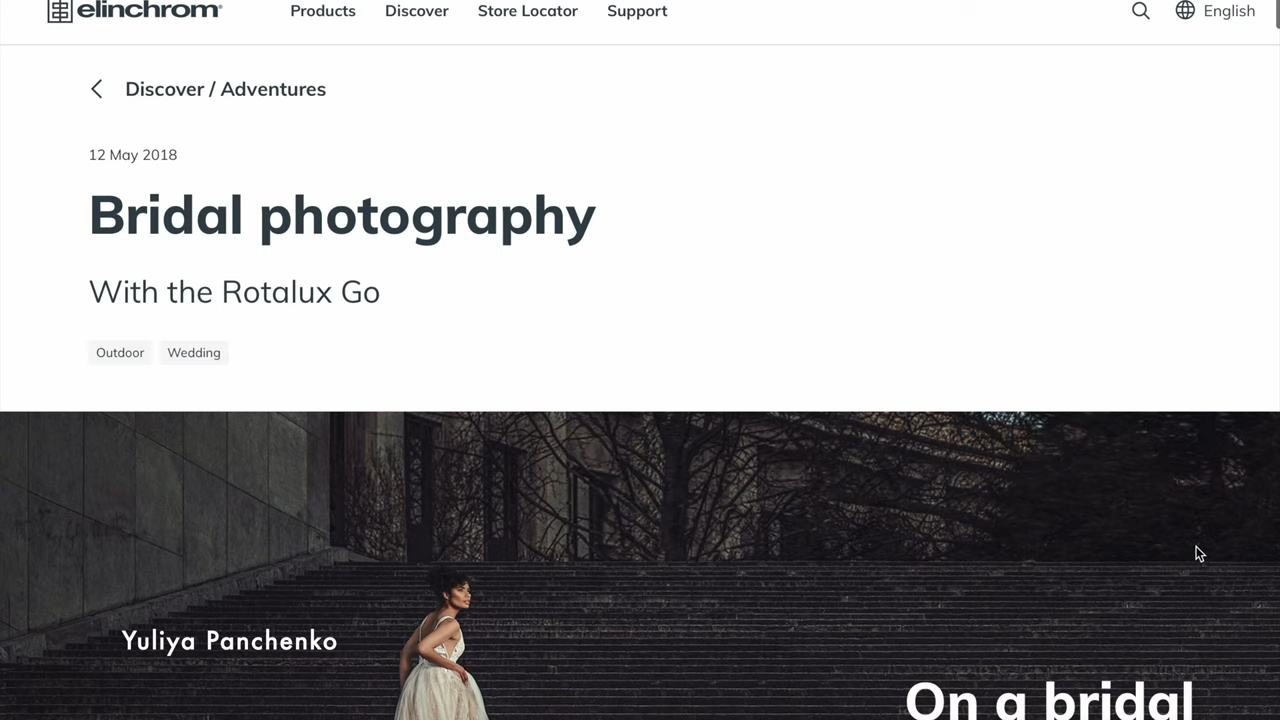 elinchrom
Products Discover Store Locator Support English
Discover / Adventures
12 May 2018
Bridal photography
With the Rotalux Go
Outdoor Wedding
Yuliya Panchenko
On a bridal